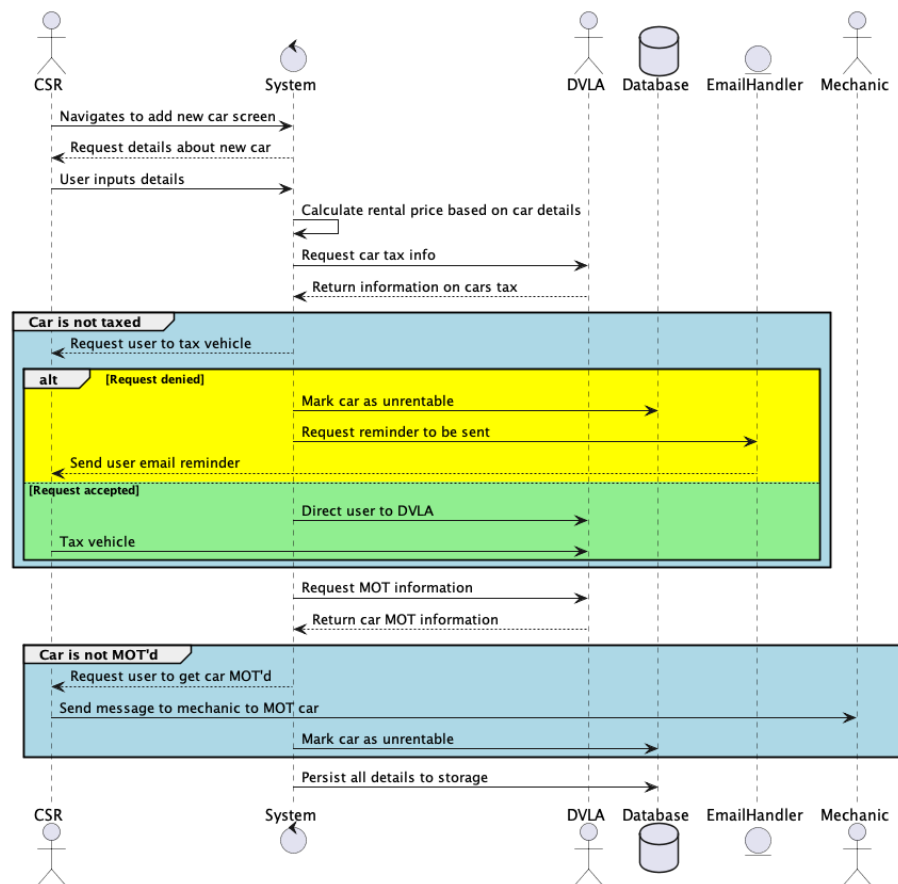 CSR System DVLA Database EmailHandler Mechanic
Navigates to add new car screen
Request details about new car
User inputs details
Calculate rental price based on car details
Request car tax info
Return information on cars tax
Car is not taxed
Request user to tax vehicle
alt [Request denied]
Mark car as unrentable
Request reminder to be sent
Send user email reminder
[Request accepted]
Direct user to DVLA
Tax vehicle
Request MOT information
Return car MOT information
Car is not MOT'd
Request user to get car MOT'd
Send message to mechanic to MOT car
Mark car as unrentable
Persist all details to storage
CSR System DVLA Database EmailHandler Mechanic